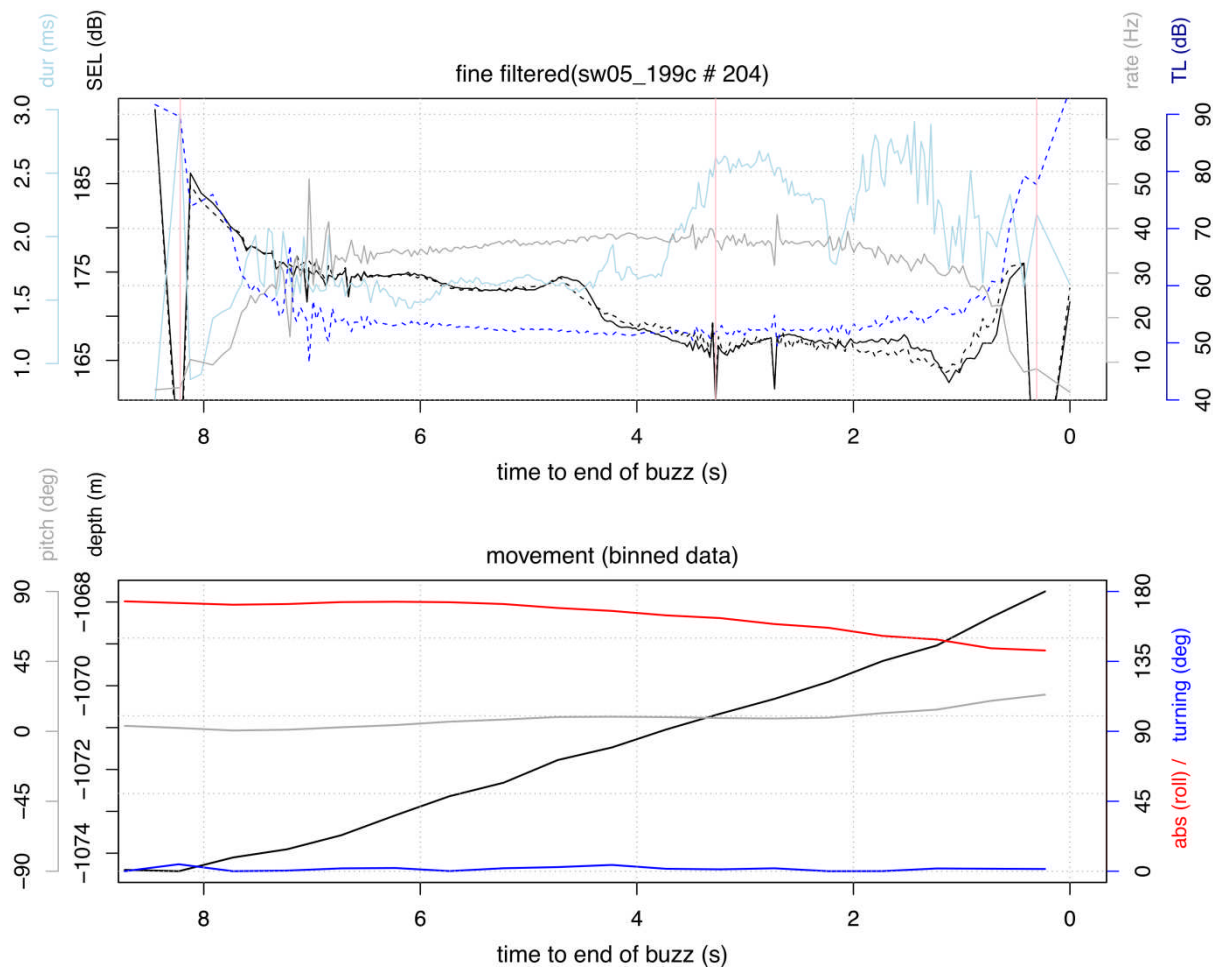 fine filtered(sw05_199c # 204)
dur (ms)
SEL (dB)
rate (Hz)
TL (dB)
1.0 1.5 2.0 2.5 3.0
165 175 185
10 20 30 40 50 60
40 50 60 70 80 90
8 6 4 2 0
time to end of buzz (s)
movement (binned data)
pitch (deg)
depth (m)
abs (roll) / turning (deg)
−90 −45 0 45 90
−1074 −1072 −1070 −1068
0 45 90 135 180
8 6 4 2 0
time to end of buzz (s)